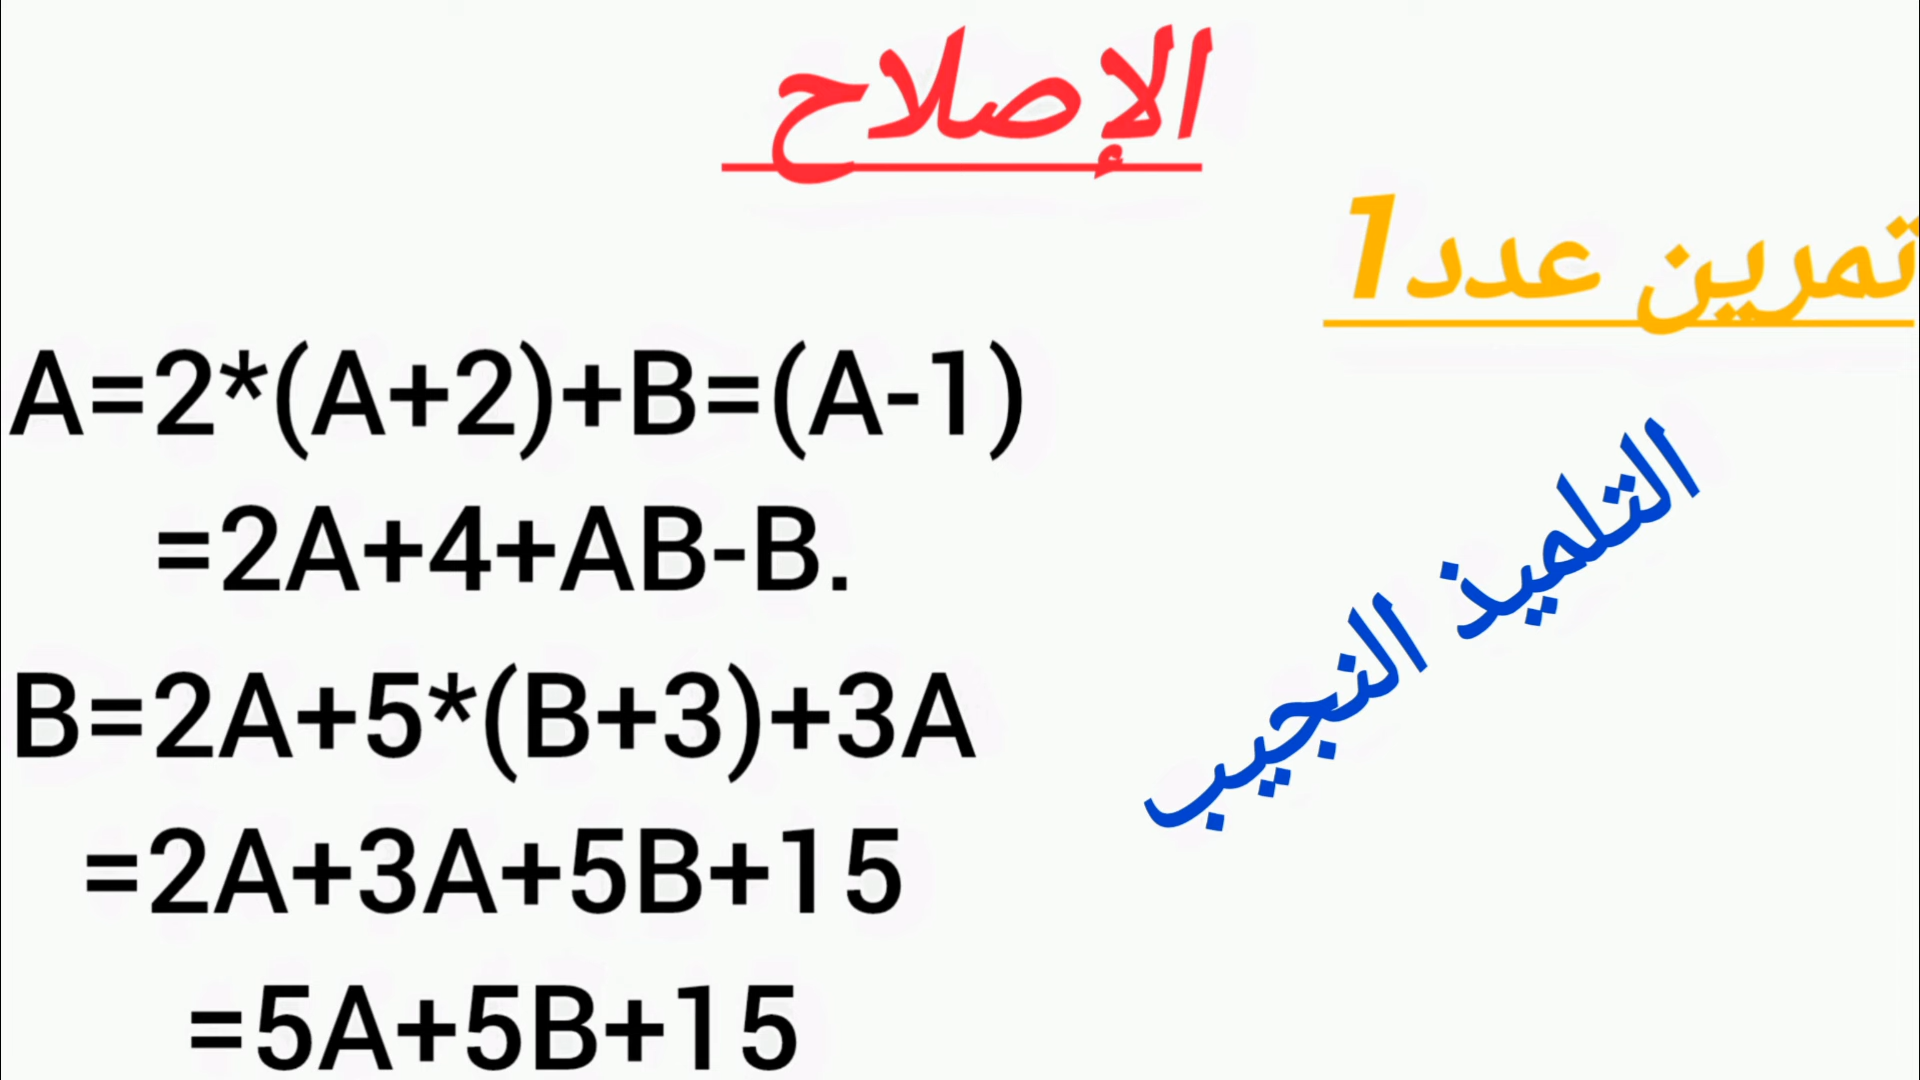 الإصلاح
تمرين عدد1
A=2*(A+2)+B=(A-1)
=2A+4+AB-B.
B=2A+5*(B+3)+3A
=2A+3A+5B+15
=5A+5B+15
التلميذ النجيب